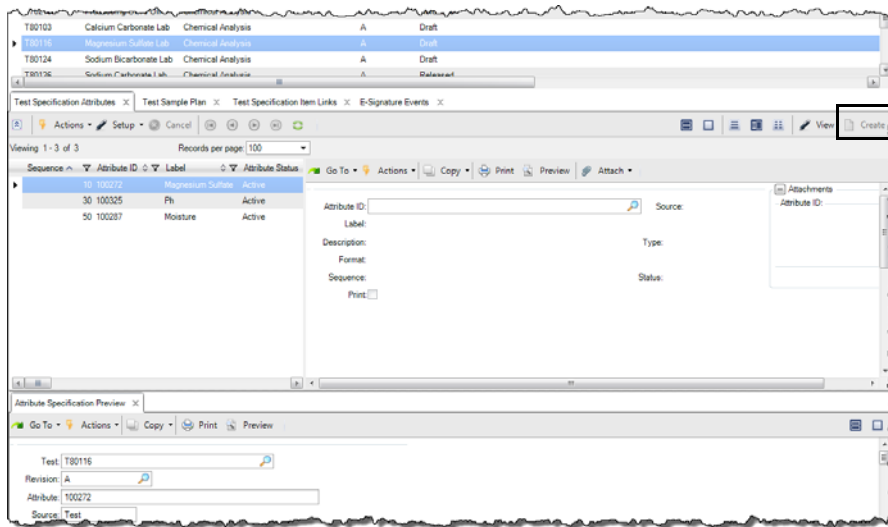 T80103 Calcium Carbonate Lab Chemical Analysis A Draft
T80116 Magnesium Sulfate Lab Chemical Analysis A Draft
T80124 Sodium Bicarbonate Lab Chemical Analysis A Draft
T80126 Sodium Carbonate Lab Chemical Analysis A Released
Test Specification Attributes Test Sample Plan Test Specification Item Links E-Signature Events
Actions Setup Cancel View Create
Viewing 1 - 3 of 3 Records per page: 100
Sequence Attribute ID Label Attribute Status Go To Actions Copy Print Preview Attach
10 100272 Magnesium Sulfate Active
30 100325 Ph Active
50 100287 Moisture Active
Attribute ID: Source:
Label:
Description: Type:
Format:
Sequence: Status:
Print:
Attachments
Attribute ID:
Attribute Specification Preview
Go To Actions Copy Print Preview
Test: T80116
Revision: A
Attribute: 100272
Source: Test